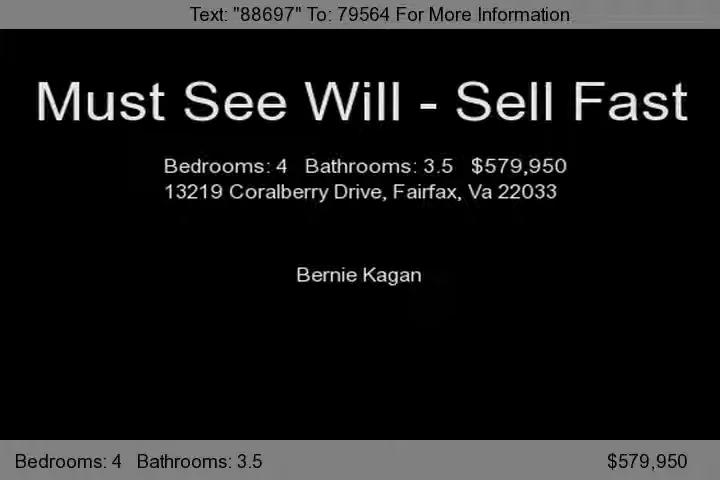 Text: "88697" To: 79564 For More Information
Must See Will - Sell Fast
Bedrooms: 4 Bathrooms: 3.5 $579,950
13219 Coralberry Drive, Fairfax, Va 22033
Bernie Kagan
Bedrooms: 4 Bathrooms: 3.5 $579,950